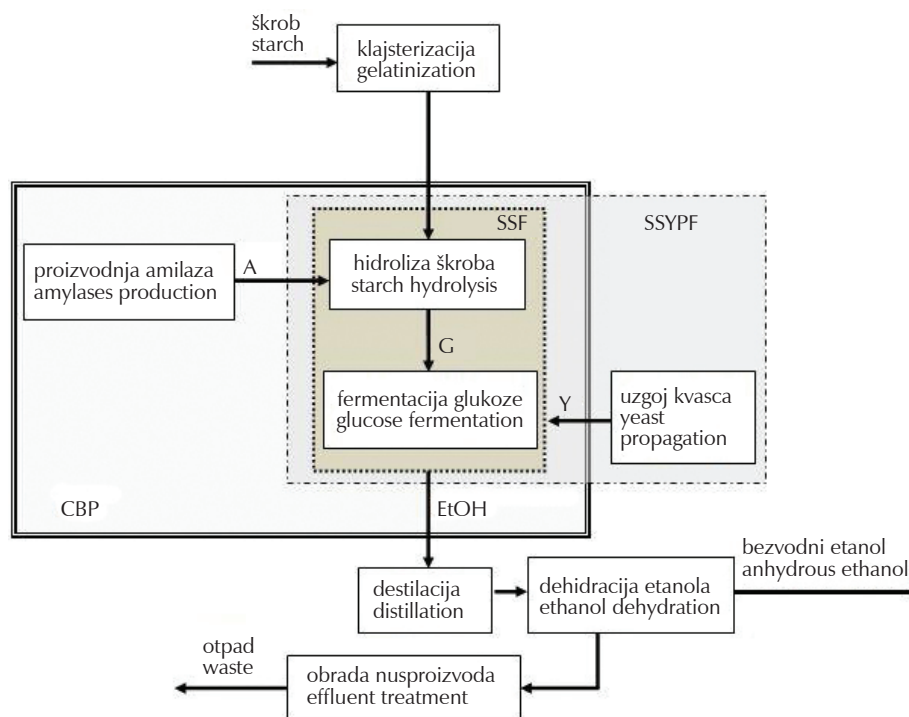 škrob
starch
klajsterizacija
gelatinization
SSF
SSYPF
proizvodnja amilaza
amylases production
A
hidroliza škroba
starch hydrolysis
G
fermentacija glukoze
glucose fermentation
Y
uzgoj kvasca
yeast
propagation
CBP
EtOH
destilacija
distillation
dehidracija etanola
ethanol dehydration
bezvodni etanol
anhydrous ethanol
otpad
waste
obrada nusproizvoda
effluent treatment